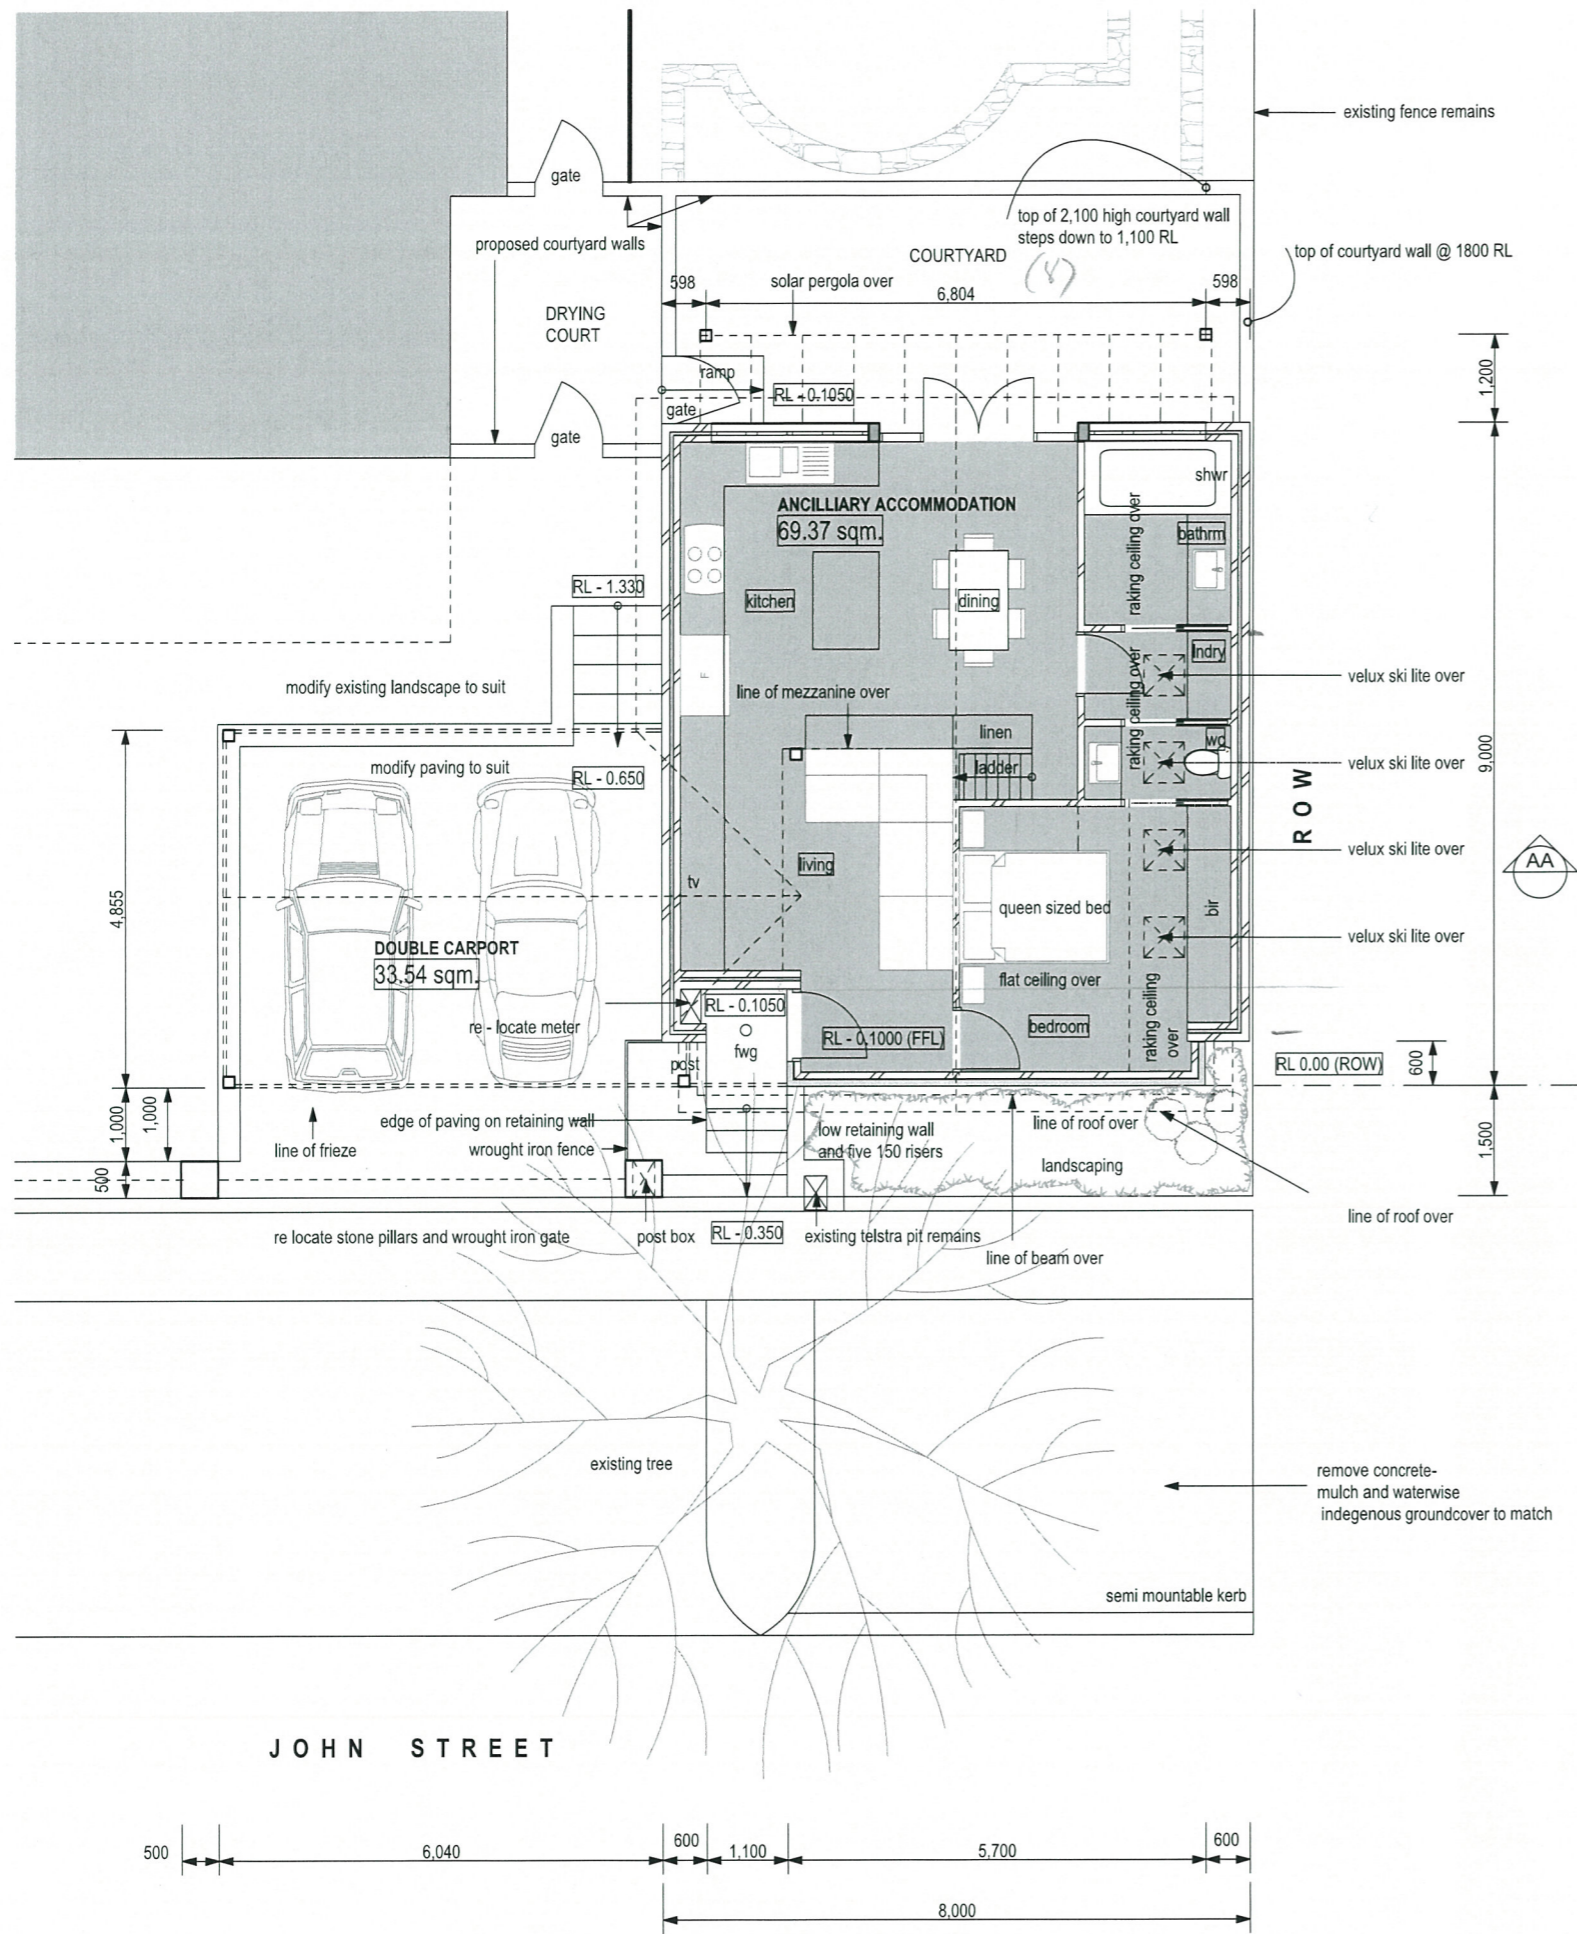 gate
existing fence remains
top of 2,100 high courtyard wall
steps down to 1,100 RL
proposed courtyard walls
COURTYARD
(8)
top of courtyard wall @ 1800 RL
598
solar pergola over
598
6,804
DRYING
COURT
ramp
RL - 0.1050
gate
gate
1,200
shwr
ANCILLIARY ACCOMMODATION
69.37 sqm.
raking ceiling over
bathrm
RL - 1.330
kitchen
dining
lndry
F
raking ceiling over
velux ski lite over
modify existing landscape to suit
line of mezzanine over
linen
wc
ladder
velux ski lite over
9,000
modify paving to suit
RL - 0.650
ROW
living
velux ski lite over
AA
tv
4,855
queen sized bed
bir
velux ski lite over
DOUBLE CARPORT
33.54 sqm.
flat ceiling over
RL - 0.1050
re - locate meter
bedroom
raking ceiling
over
RL - 0.1000 (FFL)
fwg
post
RL 0.00 (ROW)
600
1,000
1,000
edge of paving on retaining wall
wrought iron fence
line of frieze
low retaining wall
and five 150 risers
line of roof over
landscaping
1,500
500
line of roof over
re locate stone pillars and wrought iron gate
post box
RL - 0.350
existing telstra pit remains
line of beam over
existing tree
remove concrete-
mulch and waterwise
indegenous groundcover to match
semi mountable kerb
JOHN STREET
500
6,040
600
1,100
5,700
600
8,000